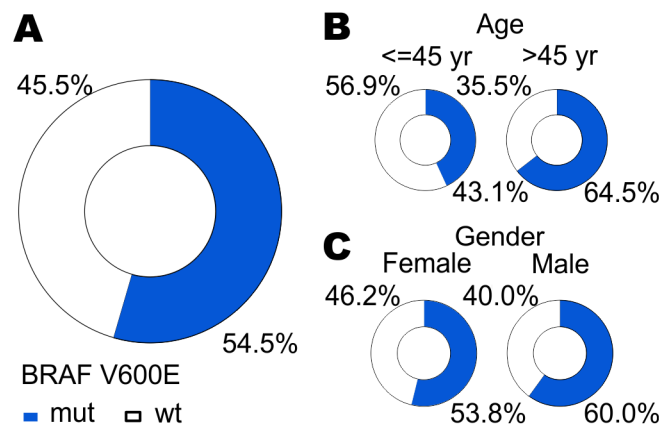 A
45.5%
54.5%
BRAF V600E
mut wt
B
Age
<=45 yr >45 yr
56.9% 35.5%
43.1% 64.5%
C
Gender
Female Male
46.2% 40.0%
53.8% 60.0%